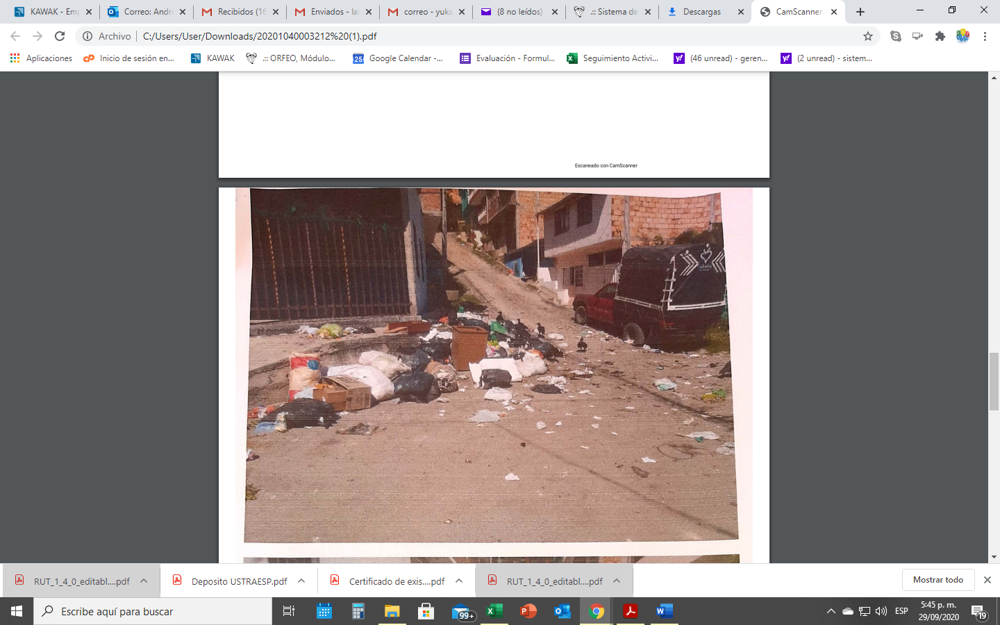 KAWAK - Emp
Correo: Andr
Recibidos (16
Enviados - la
correo - yuka
(8 no leídos)
.:: Sistema de
Descargas
CamScanner
Archivo
C:/Users/User/Downloads/20201040003212%20(1).pdf
Aplicaciones
Inicio de sesión en...
KAWAK
.:: ORFEO, Módulo...
25
Google Calendar -...
Evaluación - Formul...
Seguimiento Activi...
(46 unread) - geren...
(2 unread) - sistem...
Escaneado con CamScanner
RUT_1_4_0_editabl....pdf
Deposito USTRAESP.pdf
Certificado de exis....pdf
RUT_1_4_0_editabl....pdf
Mostrar todo
Escribe aquí para buscar
99+
ESP
5:45 p. m.
29/09/2020
19